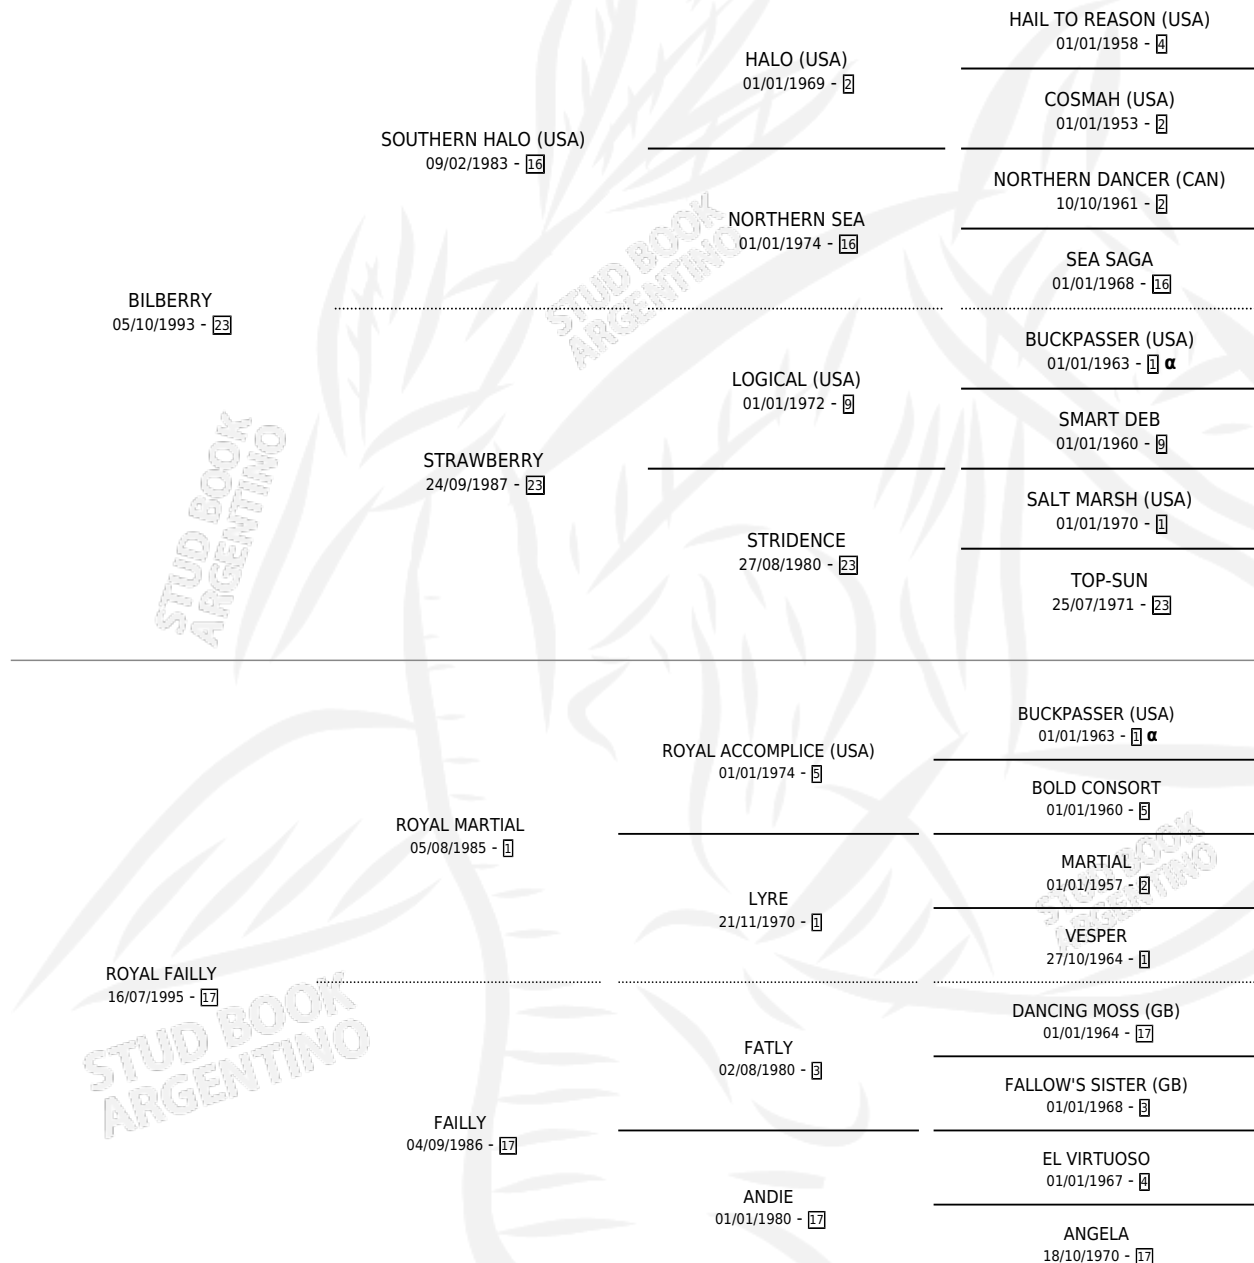 HAIL TO REASON (USA)
01/01/1958 - 4
HALO (USA)
01/01/1969 - 2
COSMAH (USA)
01/01/1953 - 2
SOUTHERN HALO (USA)
09/02/1983 - 16
NORTHERN DANCER (CAN)
10/10/1961 - 2
NORTHERN SEA
01/01/1974 - 16
SEA SAGA
01/01/1968 - 16
STUD BOOK
ARGENTINO
BILBERRY
05/10/1993 - 23
BUCKPASSER (USA)
01/01/1963 - 1 α
LOGICAL (USA)
01/01/1972 - 9
SMART DEB
01/01/1960 - 9
STRAWBERRY
24/09/1987 - 23
SALT MARSH (USA)
01/01/1970 - 1
STRIDENCE
27/08/1980 - 23
TOP-SUN
25/07/1971 - 23
STUD BOOK
ARGENTINO
BUCKPASSER (USA)
01/01/1963 - 1 α
ROYAL ACCOMPLICE (USA)
01/01/1974 - 5
BOLD CONSORT
01/01/1960 - 5
ROYAL MARTIAL
05/08/1985 - 1
MARTIAL
01/01/1957 - 2
STUD BOOK
ARGENTINO
LYRE
21/11/1970 - 1
VESPER
27/10/1964 - 1
ROYAL FAILLY
16/07/1995 - 17
DANCING MOSS (GB)
01/01/1964 - 17
FATLY
02/08/1980 - 3
FALLOW'S SISTER (GB)
01/01/1968 - 3
STUD BOOK
ARGENTINO
FAILLY
04/09/1986 - 17
EL VIRTUOSO
01/01/1967 - 4
ANDIE
01/01/1980 - 17
ANGELA
18/10/1970 - 17